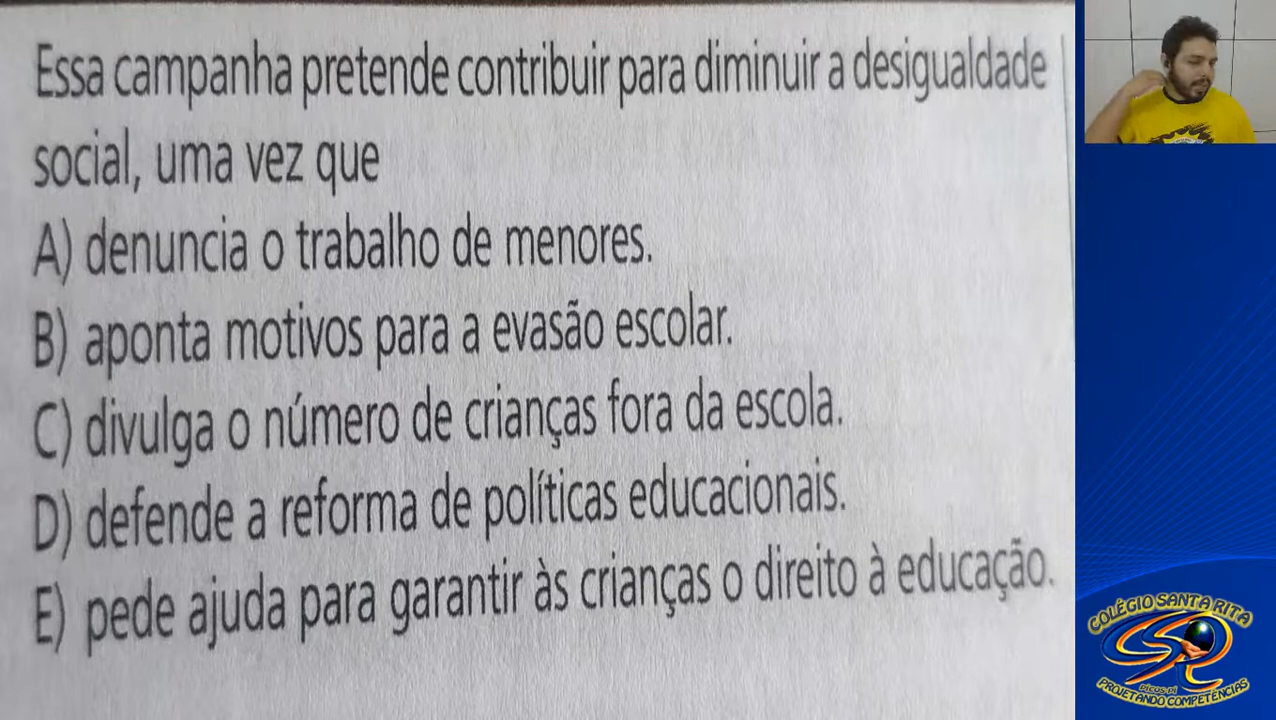 Essa campanha pretende contribuir para diminuir a desigualdade
social, uma vez que
A) denuncia o trabalho de menores.
B) aponta motivos para a evasão escolar.
C) divulga o número de crianças fora da escola.
D) defende a reforma de políticas educacionais.
E) pede ajuda para garantir às crianças o direito à educação.
COLÉGIO SANTA RITA
PICOS-PI
PROJETANDO COMPETÊNCIAS